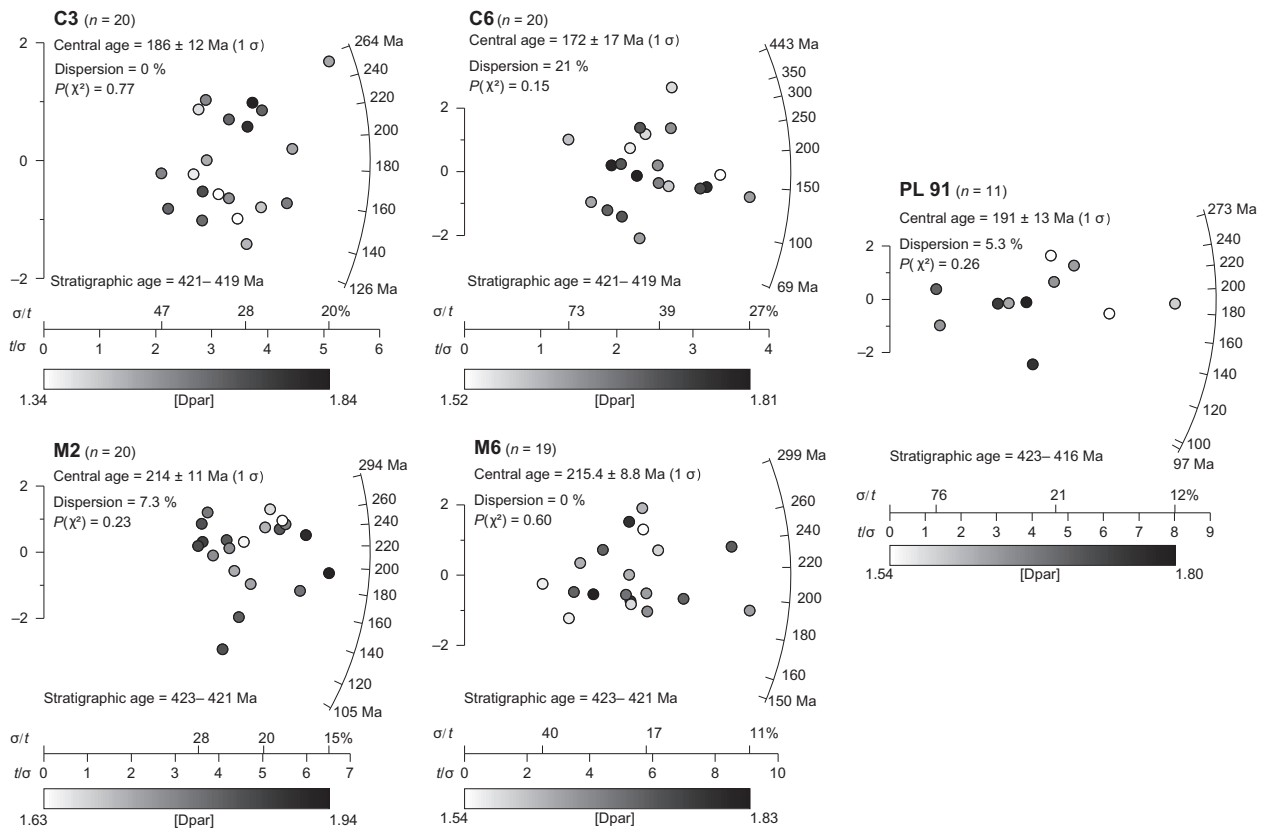 C3 (n = 20)
Central age = 186 ± 12 Ma (1 σ)
Dispersion = 0 %
P(χ²) = 0.77
2
0
–2
264 Ma
240
220
200
180
160
140
126 Ma
Stratigraphic age = 421– 419 Ma
σ/t 47 28 20%
t/σ 0 1 2 3 4 5 6
1.34 [Dpar] 1.84
C6 (n = 20)
Central age = 172 ± 17 Ma (1 σ)
Dispersion = 21 %
P(χ²) = 0.15
2
0
–2
443 Ma
350
300
250
200
150
100
69 Ma
Stratigraphic age = 421– 419 Ma
σ/t 73 39 27%
t/σ 0 1 2 3 4
1.52 [Dpar] 1.81
PL 91 (n = 11)
Central age = 191 ± 13 Ma (1 σ)
Dispersion = 5.3 %
P(χ²) = 0.26
2
0
–2
273 Ma
240
220
200
180
160
140
120
100
97 Ma
Stratigraphic age = 423– 416 Ma
σ/t 76 21 12%
t/σ 0 1 2 3 4 5 6 7 8 9
1.54 [Dpar] 1.80
M2 (n = 20)
Central age = 214 ± 11 Ma (1 σ)
Dispersion = 7.3 %
P(χ²) = 0.23
2
0
–2
294 Ma
260
240
220
200
180
160
140
120
105 Ma
Stratigraphic age = 423– 421 Ma
σ/t 28 20 15%
t/σ 0 1 2 3 4 5 6 7
1.63 [Dpar] 1.94
M6 (n = 19)
Central age = 215.4 ± 8.8 Ma (1 σ)
Dispersion = 0 %
P(χ²) = 0.60
2
0
–2
299 Ma
260
240
220
200
180
160
150 Ma
Stratigraphic age = 423– 421 Ma
σ/t 40 17 11%
t/σ 0 2 4 6 8 10
1.54 [Dpar] 1.83